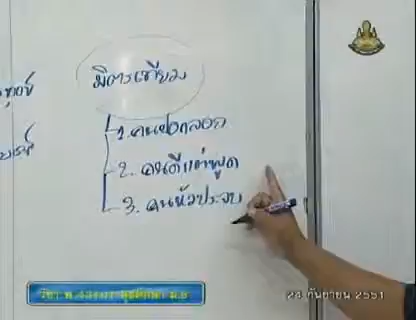 มิตรเทียม
1. คนปอกลอก
2. คนดีแต่พูด
3. คนหัวประจบ
23 กันยายน 2551